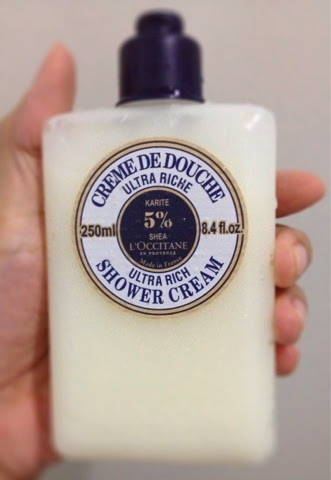 CREME DE DOUCHE
ULTRA RICHE
KARITE
5%
SHEA
L'OCCITANE
EN PROVENCE
Made in France
250ml
8.4 fl.oz.
ULTRA RICH
SHOWER CREAM